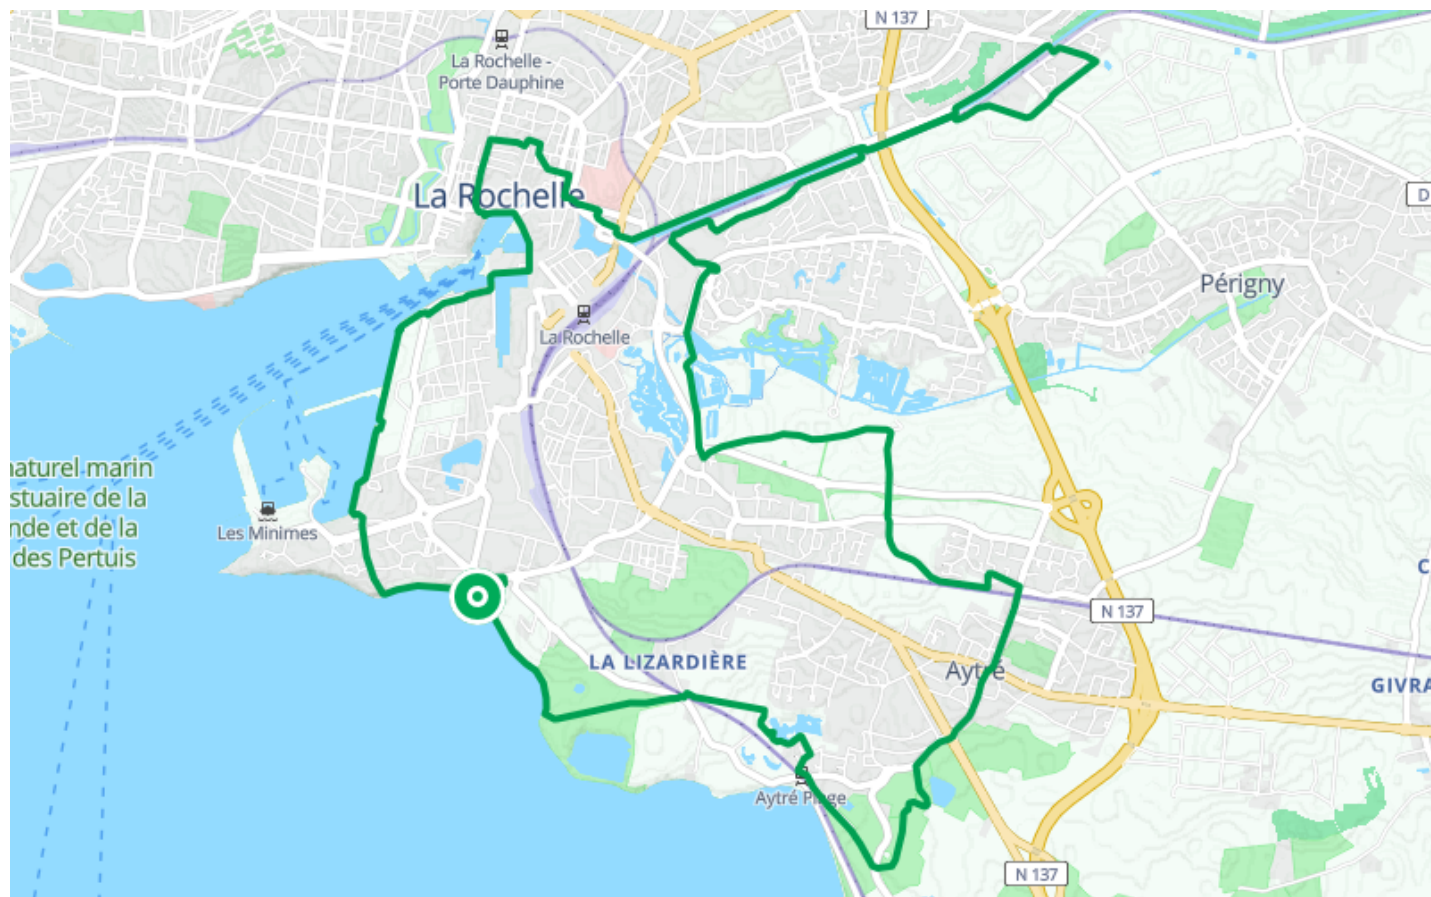 N 137
La Rochelle -
Porte Dauphine
La Rochelle
D
Périgny
La Rochelle
naturel marin
stuaire de la
nde et de la
des Pertuis
Les Minimes
C
N 137
LA LIZARDIÈRE
Aytré
GIVRA
Aytré Plage
N 137